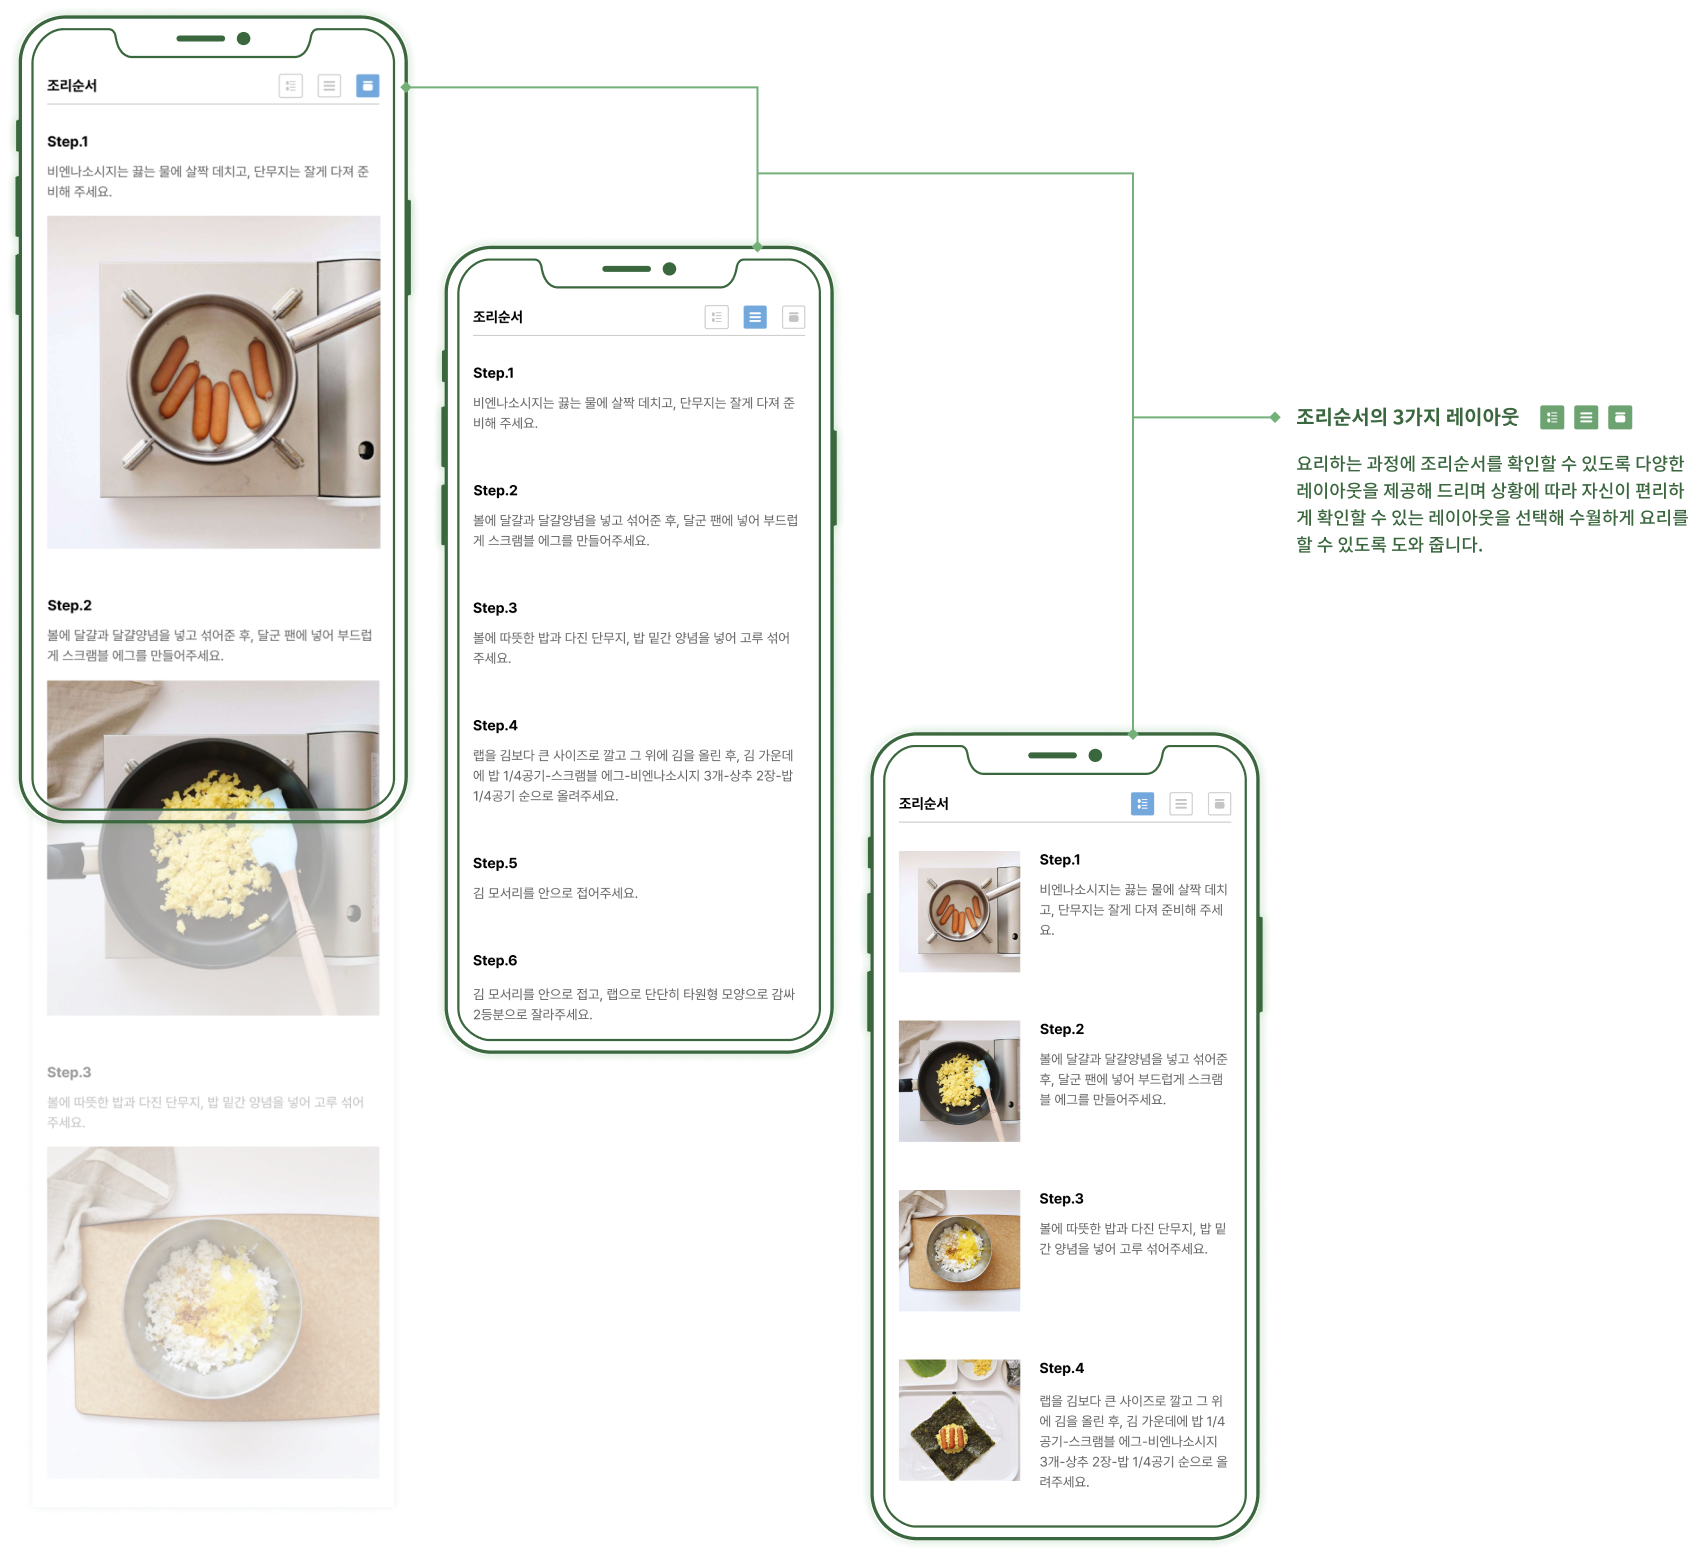 조리순서
Step.1
비엔나소시지는 끓는 물에 살짝 데치고, 단무지는 잘게 다져 준
비해 주세요.
Step.2
볼에 달걀과 달걀양념을 넣고 섞어준 후, 달군 팬에 넣어 부드럽
게 스크램블 에그를 만들어주세요.
Step.3
볼에 따뜻한 밥과 다진 단무지, 밥 밑간 양념을 넣어 고루 섞어
주세요.
조리순서
Step.1
비엔나소시지는 끓는 물에 살짝 데치고, 단무지는 잘게 다져 준
비해 주세요.
Step.2
볼에 달걀과 달걀양념을 넣고 섞어준 후, 달군 팬에 넣어 부드럽
게 스크램블 에그를 만들어주세요.
Step.3
볼에 따뜻한 밥과 다진 단무지, 밥 밑간 양념을 넣어 고루 섞어
주세요.
Step.4
랩을 김보다 큰 사이즈로 깔고 그 위에 김을 올린 후, 김 가운데
에 밥 1/4공기-스크램블 에그-비엔나소시지 3개-상추 2장-밥
1/4공기 순으로 올려주세요.
Step.5
김 모서리를 안으로 접어주세요.
Step.6
김 모서리를 안으로 접고, 랩으로 단단히 타원형 모양으로 감싸
2등분으로 잘라주세요.
조리순서
Step.1
비엔나소시지는 끓는 물에 살짝 데치
고, 단무지는 잘게 다져 준비해 주세
요.
Step.2
볼에 달걀과 달걀양념을 넣고 섞어준
후, 달군 팬에 넣어 부드럽게 스크램
블 에그를 만들어주세요.
Step.3
볼에 따뜻한 밥과 다진 단무지, 밥 밑
간 양념을 넣어 고루 섞어주세요.
Step.4
랩을 김보다 큰 사이즈로 깔고 그 위
에 김을 올린 후, 김 가운데에 밥 1/4
공기-스크램블 에그-비엔나소시지
3개-상추 2장-밥 1/4공기 순으로 올
려주세요.
조리순서의 3가지 레이아웃
요리하는 과정에 조리순서를 확인할 수 있도록 다양한
레이아웃을 제공해 드리며 상황에 따라 자신이 편리하
게 확인할 수 있는 레이아웃을 선택해 수월하게 요리를
할 수 있도록 도와 줍니다.